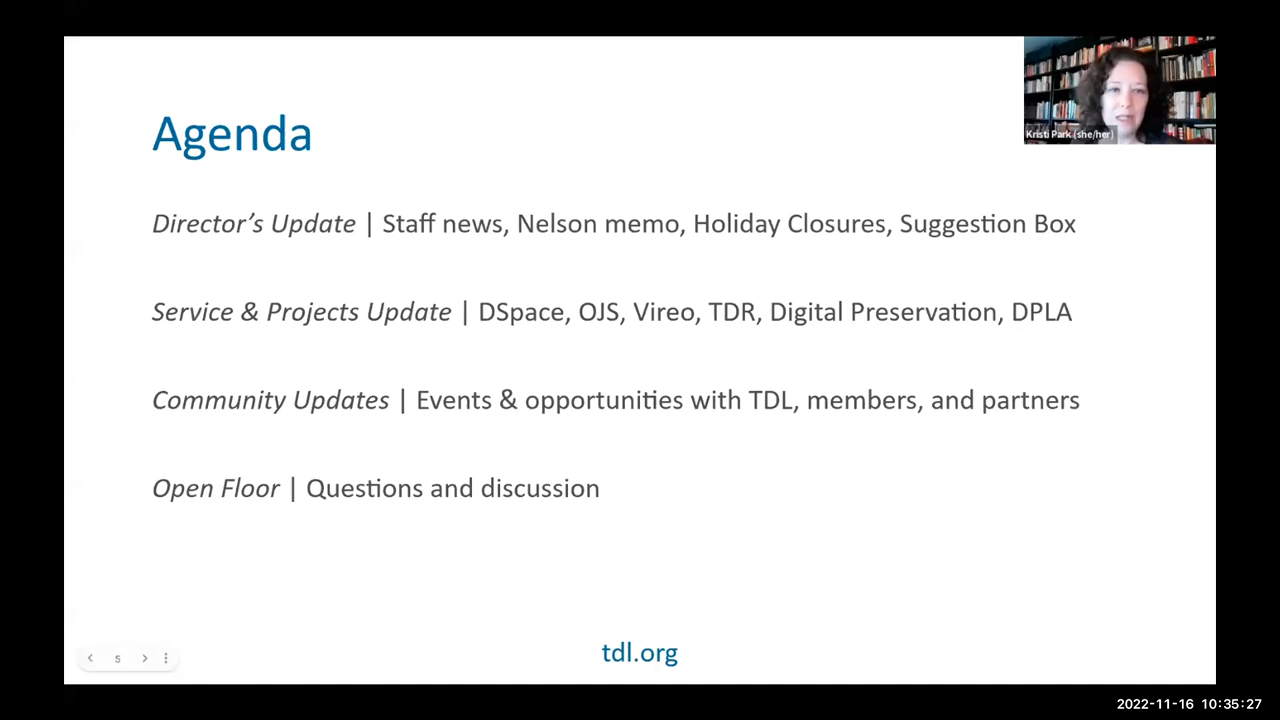 Agenda
Kristi Park (she/her)
Director's Update | Staff news, Nelson memo, Holiday Closures, Suggestion Box
Service & Projects Update | DSpace, OJS, Vireo, TDR, Digital Preservation, DPLA
Community Updates | Events & opportunities with TDL, members, and partners
Open Floor | Questions and discussion
5
tdl.org
2022-11-16 10:35:27